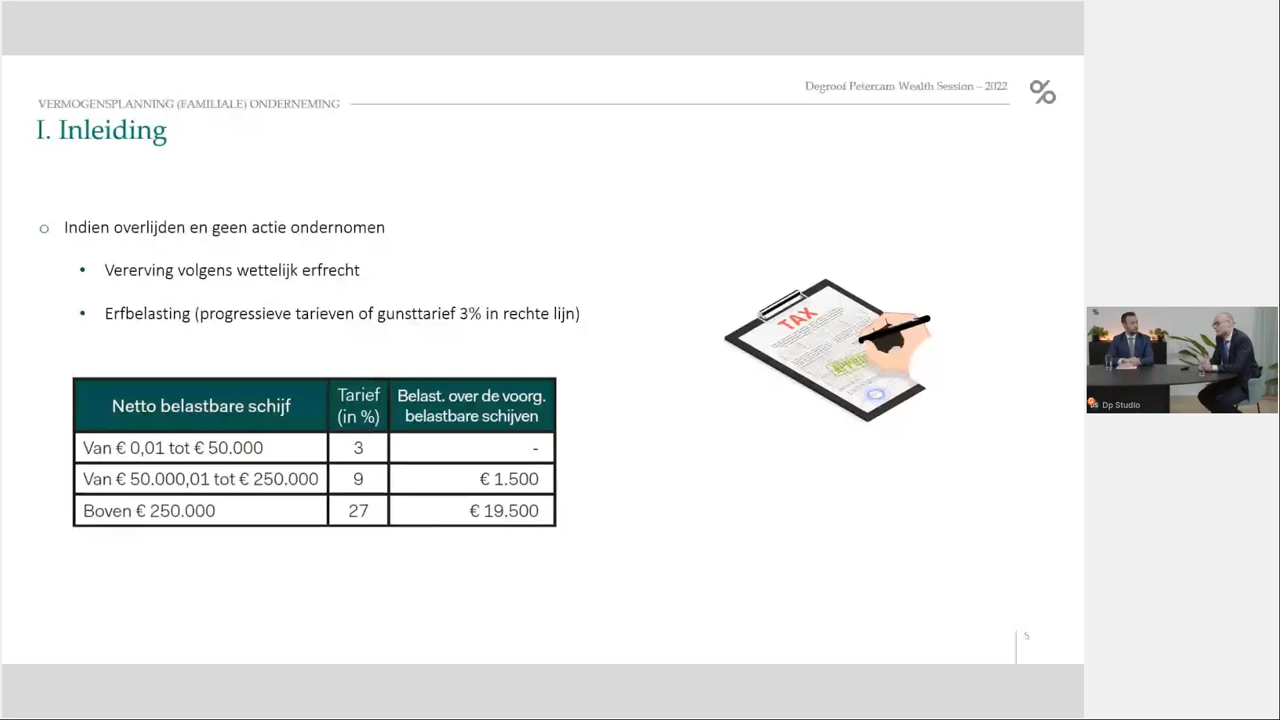 Degroof Petercam Wealth Session – 2022
VERMOGENSPLANNING (FAMILIALE) ONDERNEMING
I. Inleiding
o Indien overlijden en geen actie ondernomen
• Vererving volgens wettelijk erfrecht
• Erfbelasting (progressieve tarieven of gunsttarief 3% in rechte lijn)
TAX
Netto belastbare schijf
Tarief
(in %)
Belast. over de voorg.
belastbare schijven
Van € 0,01 tot € 50.000 3 -
Van € 50.000,01 tot € 250.000 9 € 1.500
Boven € 250.000 27 € 19.500
Dp Studio
5